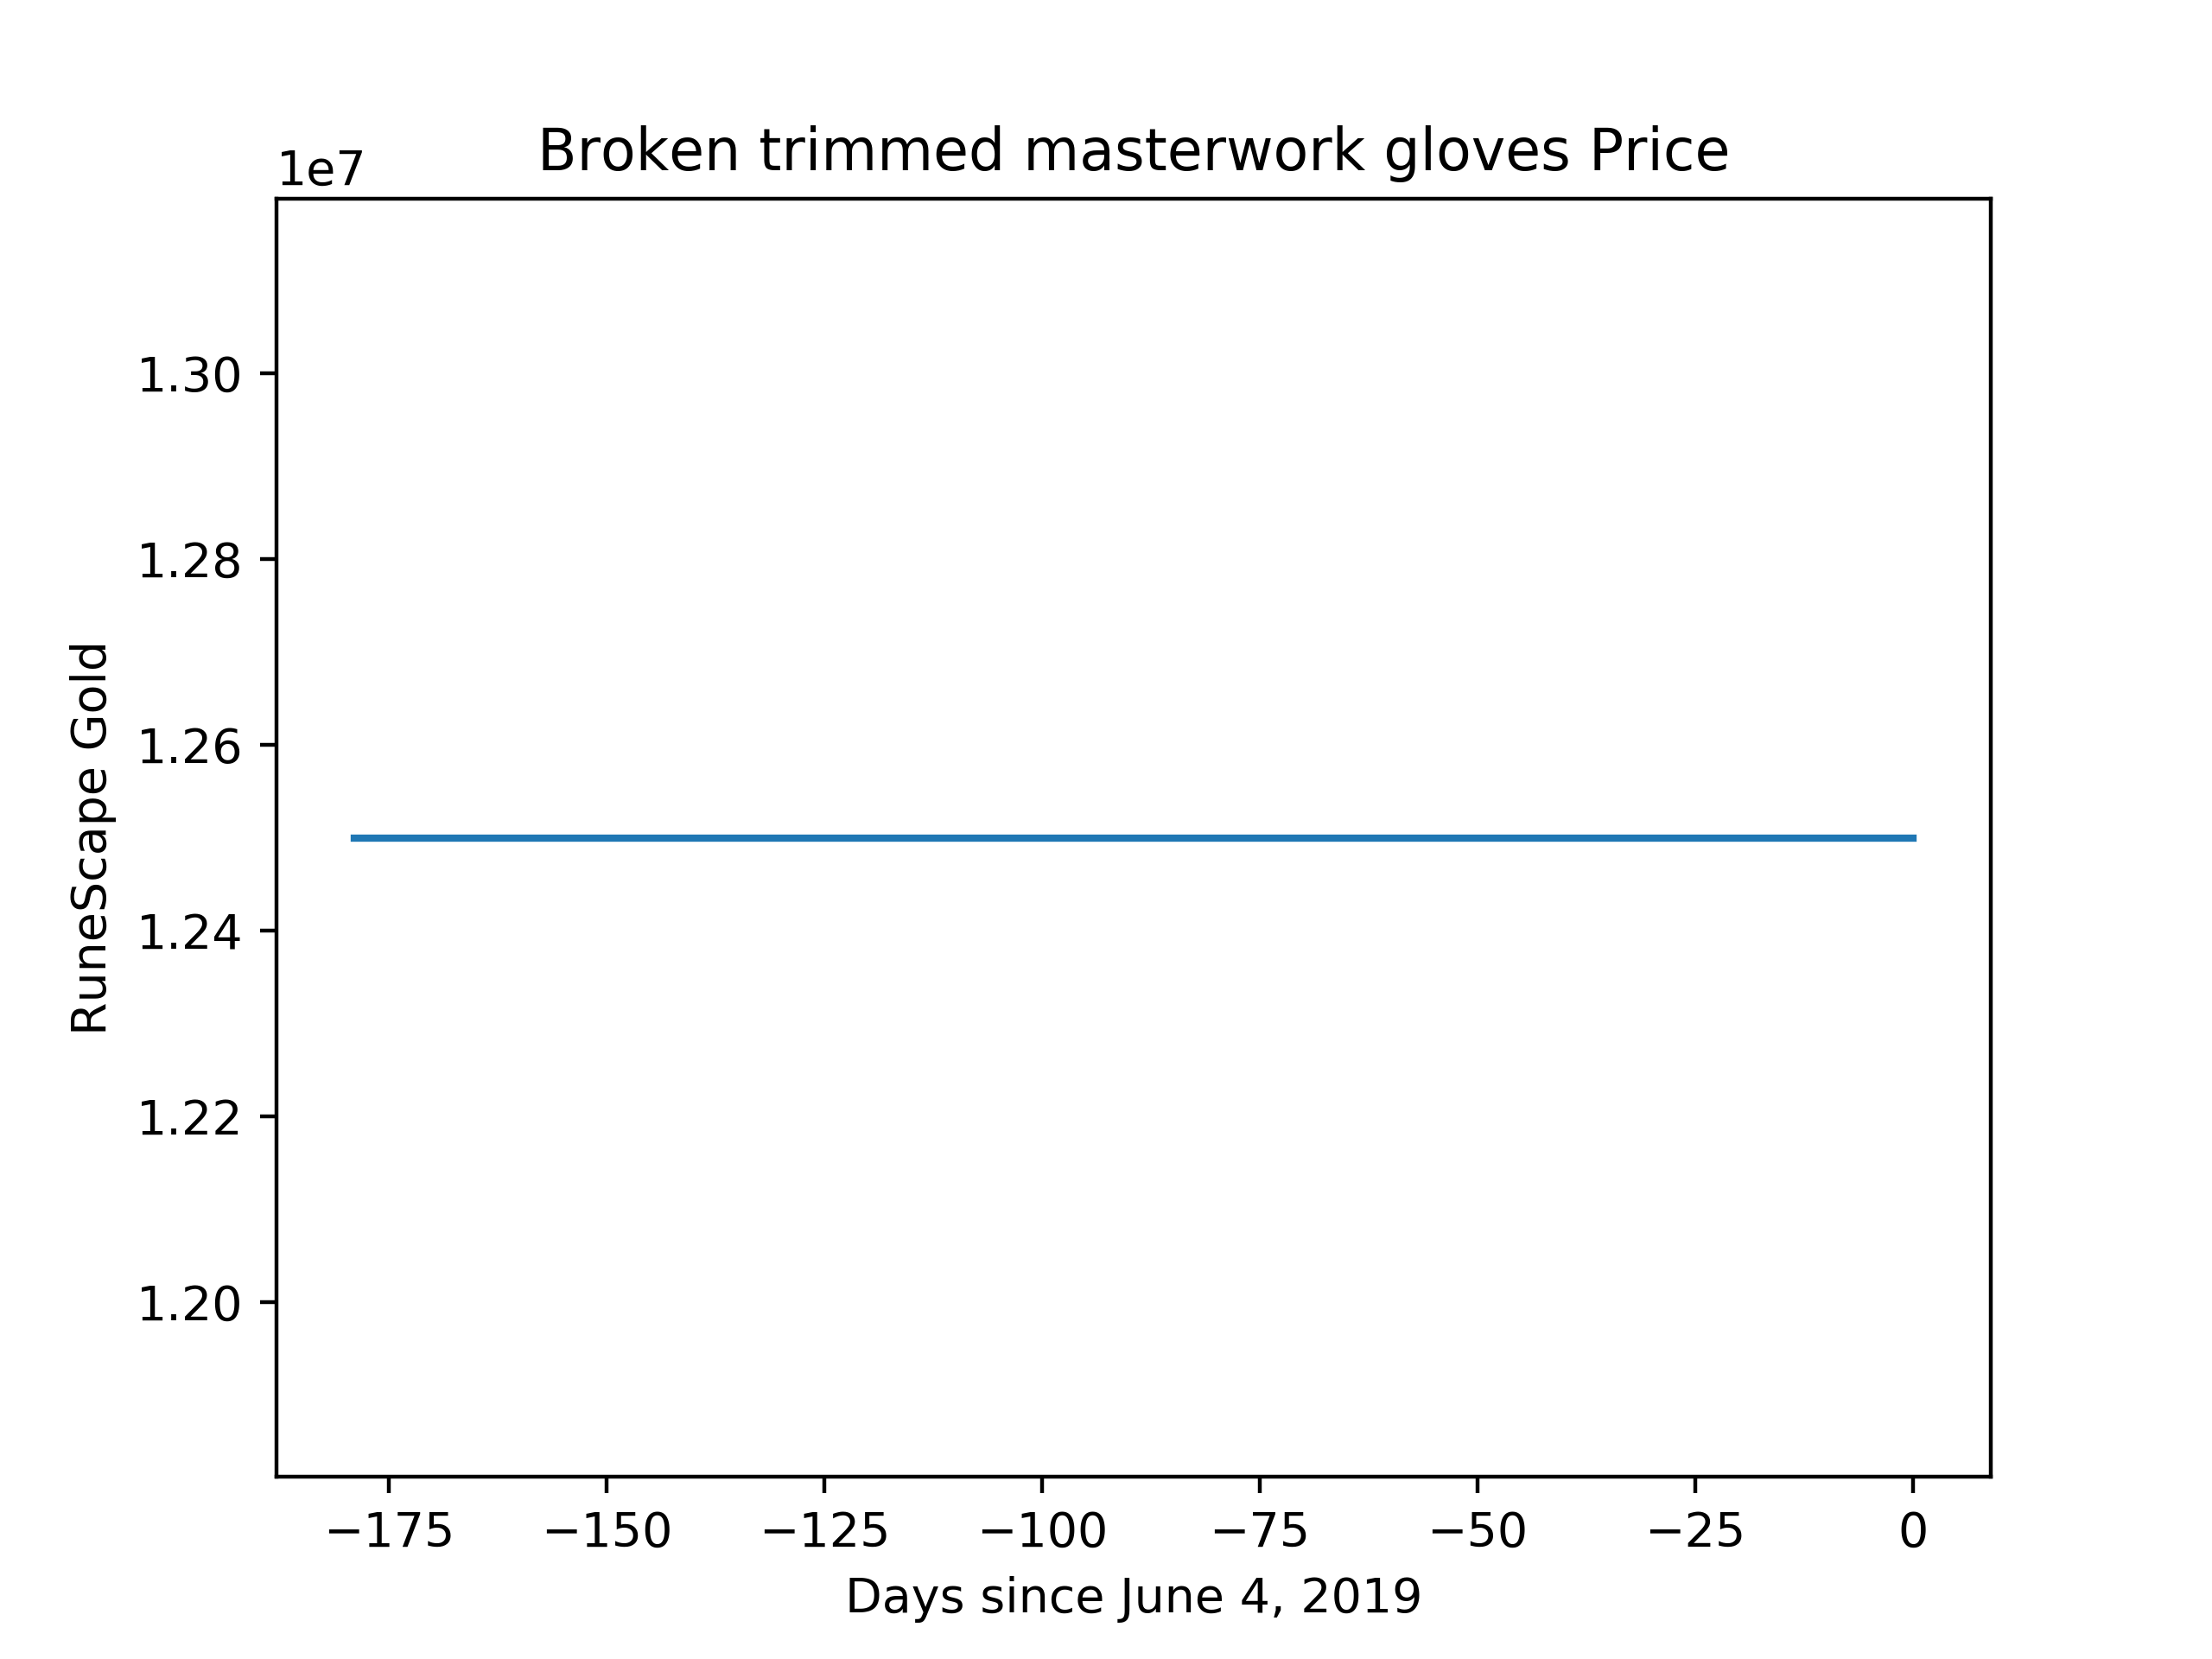 Broken trimmed masterwork gloves Price
1e7
1.30
1.28
1.26
1.24
1.22
1.20
RuneScape Gold
−175 −150 −125 −100 −75 −50 −25 0
Days since June 4, 2019